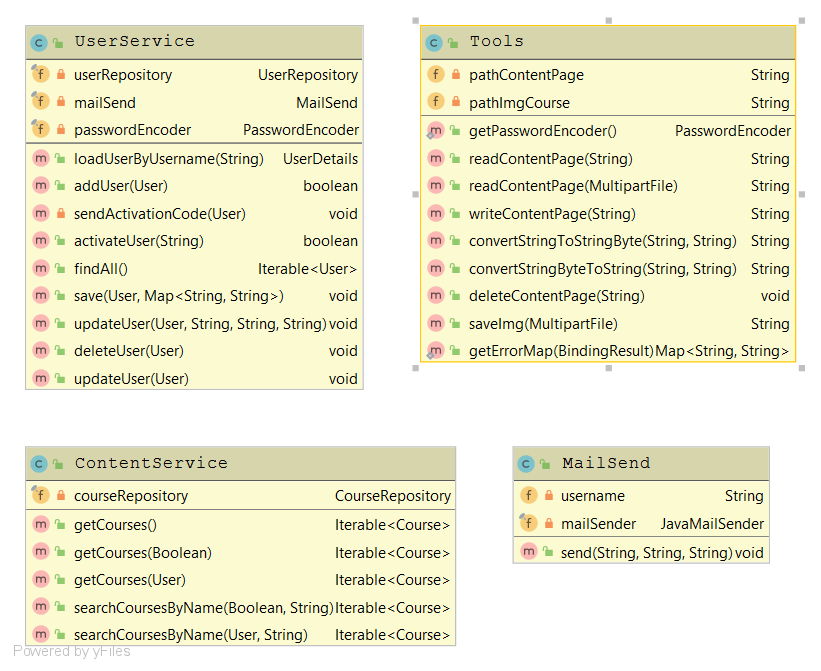 UserService
userRepository UserRepository
mailSend MailSend
passwordEncoder PasswordEncoder
loadUserByUsername(String) UserDetails
addUser(User) boolean
sendActivationCode(User) void
activateUser(String) boolean
findAll() Iterable<User>
save(User, Map<String, String>) void
updateUser(User, String, String, String) void
deleteUser(User) void
updateUser(User) void
Tools
pathContentPage String
pathImgCourse String
getPasswordEncoder() PasswordEncoder
readContentPage(String) String
readContentPage(MultipartFile) String
writeContentPage(String) String
convertStringToStringByte(String, String) String
convertStringByteToString(String, String) String
deleteContentPage(String) void
saveImg(MultipartFile) String
getErrorMap(BindingResult) Map<String, String>
ContentService
courseRepository CourseRepository
getCourses() Iterable<Course>
getCourses(Boolean) Iterable<Course>
getCourses(User) Iterable<Course>
searchCoursesByName(Boolean, String) Iterable<Course>
searchCoursesByName(User, String) Iterable<Course>
MailSend
username String
mailSender JavaMailSender
send(String, String, String) void
Powered by yFiles